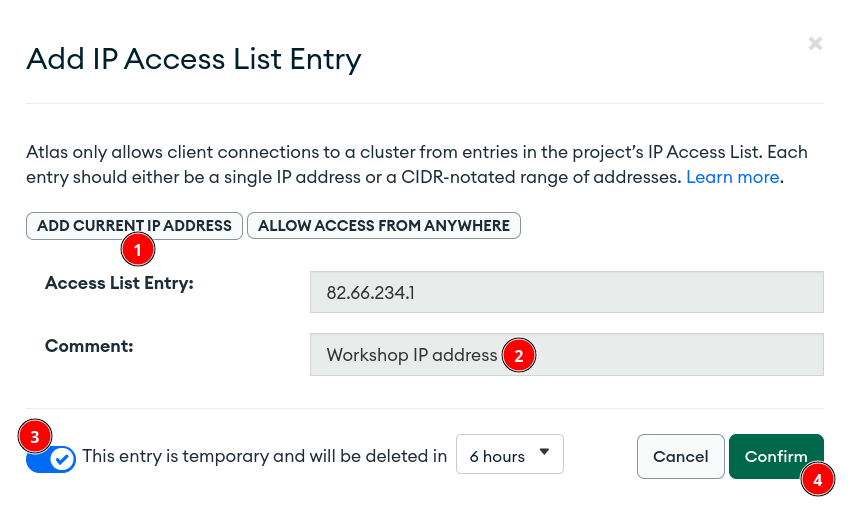 ×
Add IP Access List Entry
Atlas only allows client connections to a cluster from entries in the project's IP Access List. Each
entry should either be a single IP address or a CIDR-notated range of addresses. Learn more.
ADD CURRENT IP ADDRESS ALLOW ACCESS FROM ANYWHERE
1
Access List Entry: 82.66.234.1
Comment: Workshop IP address 2
3
This entry is temporary and will be deleted in 6 hours Cancel Confirm
4